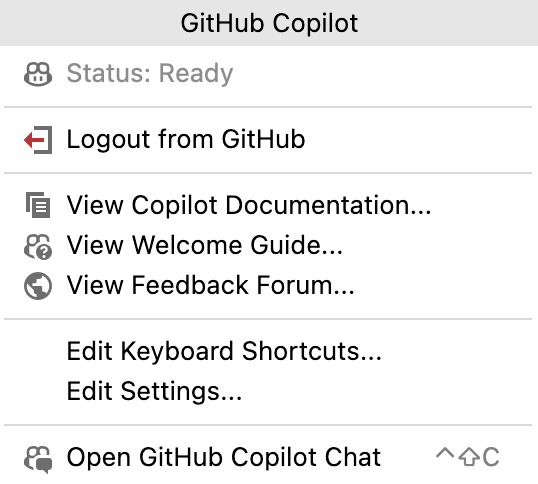 GitHub Copilot
Status: Ready
Logout from GitHub
View Copilot Documentation...
View Welcome Guide...
View Feedback Forum...
Edit Keyboard Shortcuts...
Edit Settings...
Open GitHub Copilot Chat ⌃⇧C